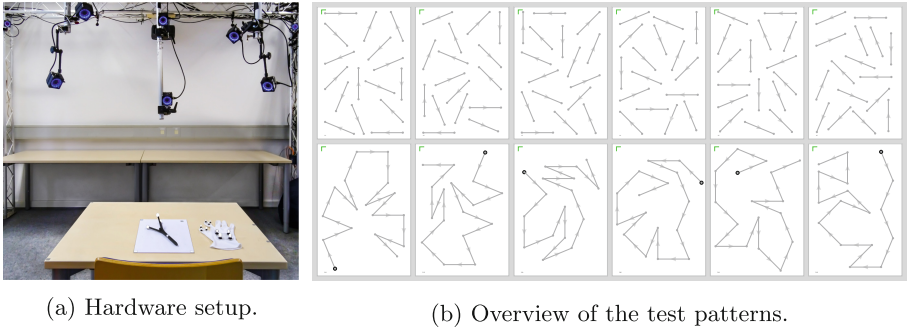 (a) Hardware setup.
(b) Overview of the test patterns.